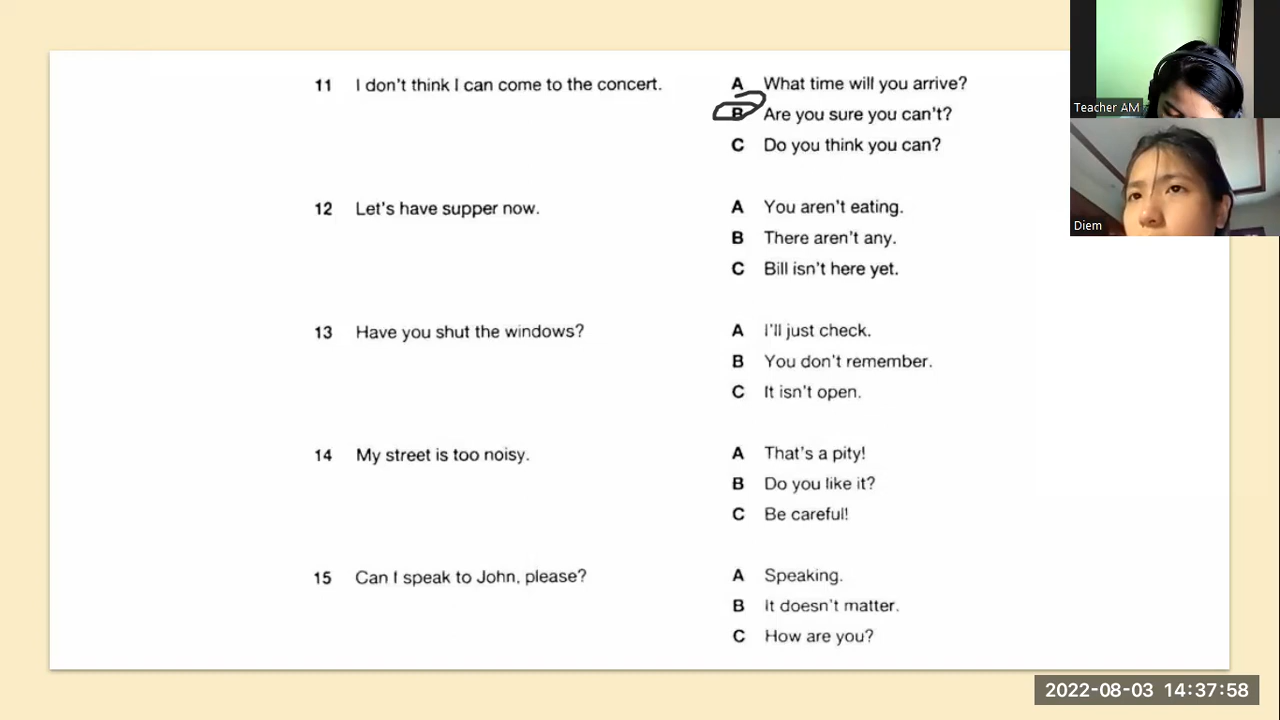 11 I don't think I can come to the concert. A What time will you arrive?
B Are you sure you can't?
C Do you think you can?
12 Let's have supper now. A You aren't eating.
B There aren't any.
C Bill isn't here yet.
13 Have you shut the windows? A I'll just check.
B You don't remember.
C It isn't open.
14 My street is too noisy. A That's a pity!
B Do you like it?
C Be careful!
15 Can I speak to John, please? A Speaking.
B It doesn't matter.
C How are you?
Teacher AM
Diem
2022-08-03 14:37:58